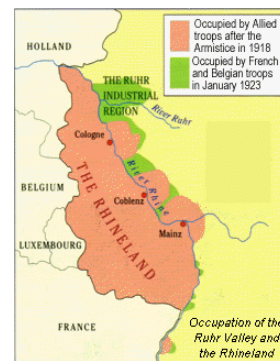 Occupied by Allied
troops after the
Armistice in 1918
Occupied by French
and Belgian troops
in January 1923
HOLLAND
THE RUHR
INDUSTRIAL
REGION
River Ruhr
Cologne
BELGIUM
THE RHINELAND
River Rhine
Coblenz
Mainz
LUXEMBOURG
FRANCE
Occupation of the
Ruhr Valley and
the Rhineland